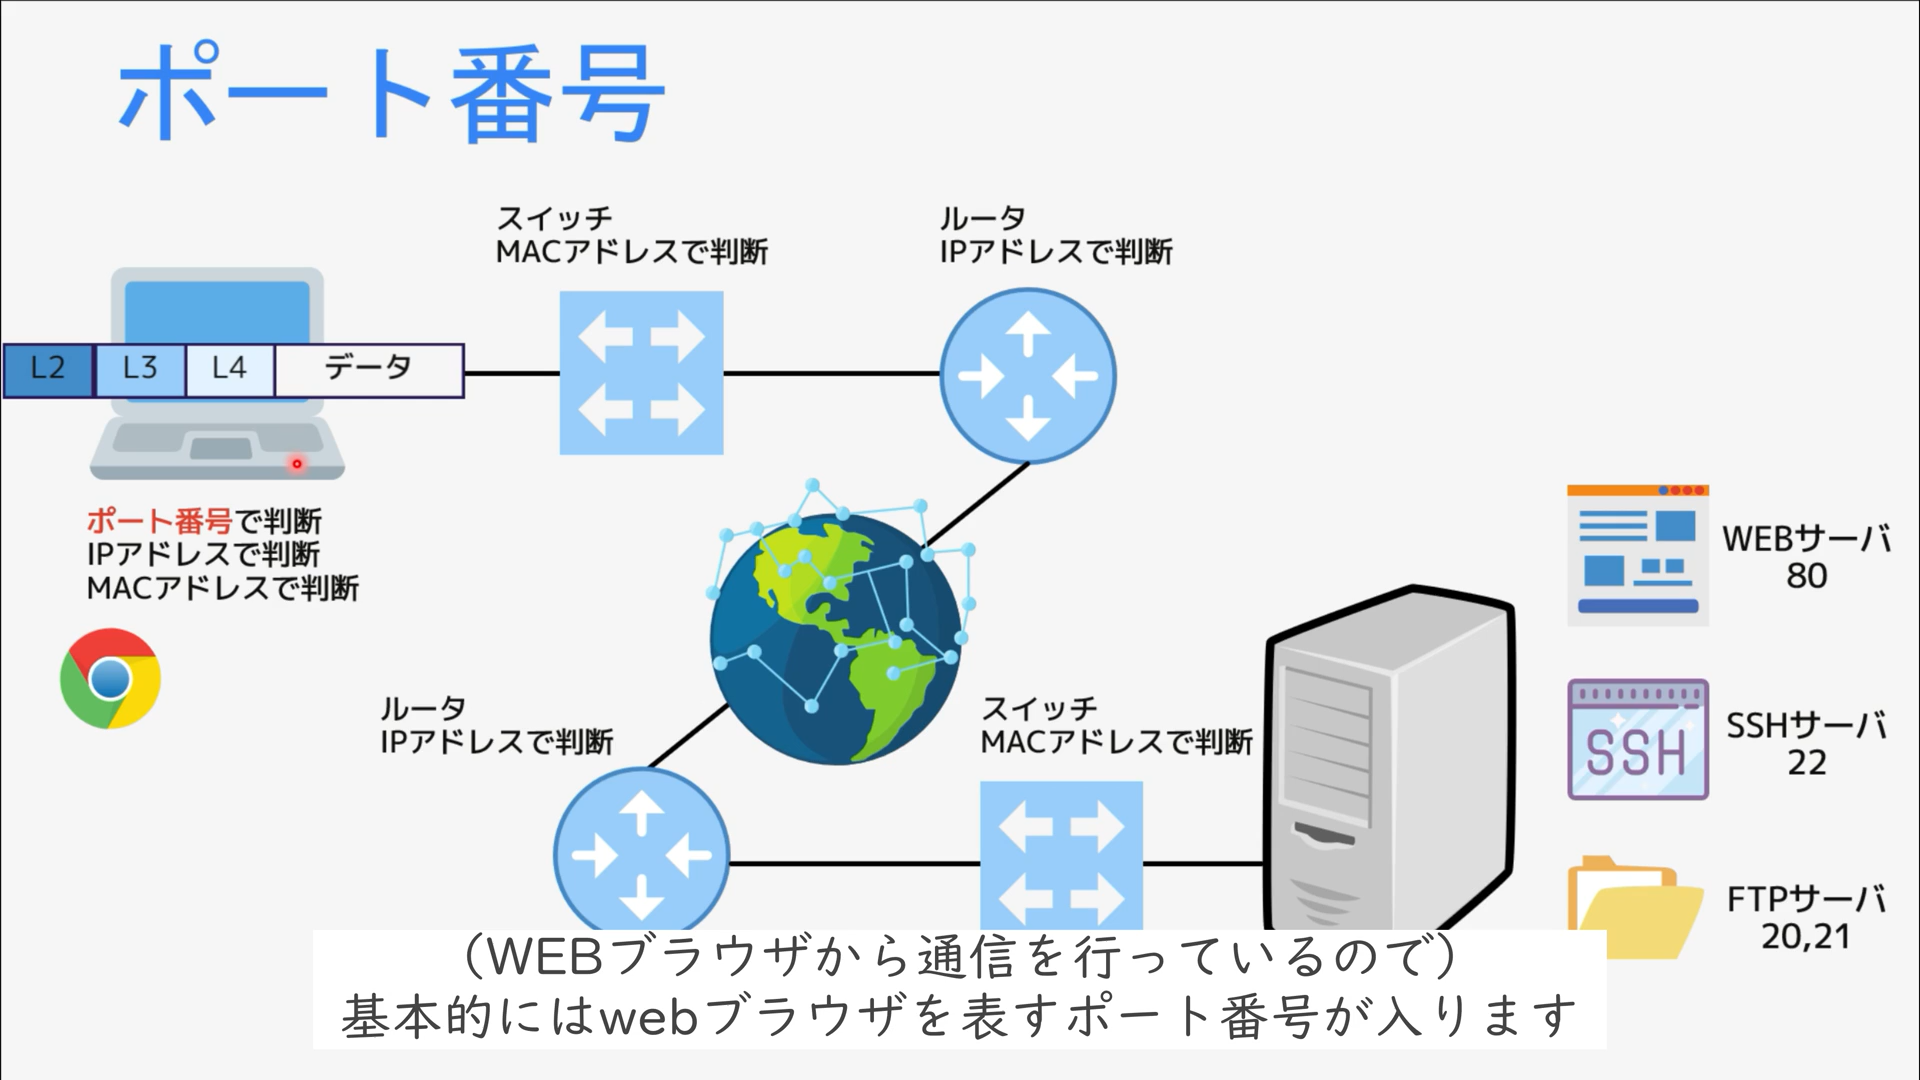 ポート番号
スイッチ
MACアドレスで判断
ルータ
IPアドレスで判断
L2 L3 L4 データ
ポート番号で判断
IPアドレスで判断
MACアドレスで判断
WEBサーバ
80
ルータ
IPアドレスで判断
スイッチ
MACアドレスで判断
SSH
SSHサーバ
22
FTPサーバ
20,21
（WEBブラウザから通信を行っているので）
基本的にはwebブラウザを表すポート番号が入ります